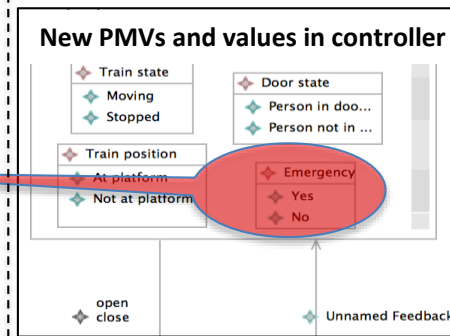 New PMVs and values in controller
Train state
Moving
Stopped
Door state
Person in doo...
Person not in ...
Train position
At platform
Not at platform
Emergency
Yes
No
open
close
Unnamed Feedback